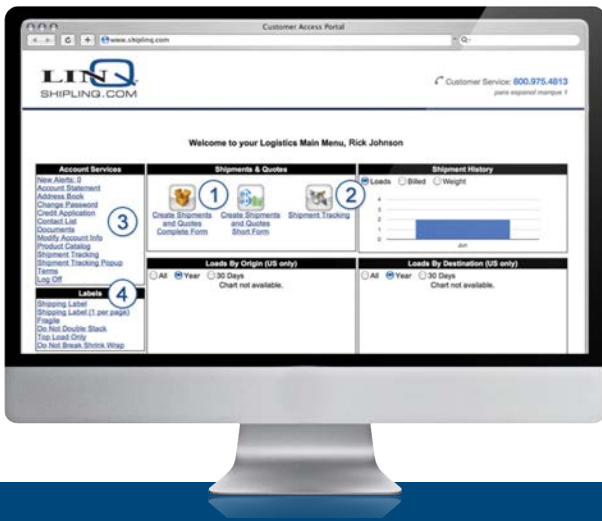 Customer Access Portal
www.shiplinq.com
Q-
LINQ
SHIPLINQ.COM
Customer Service: 800.975.4813
para espanol marque 1
Welcome to your Logistics Main Menu, Rick Johnson
Account Services
New Alerts: 0
Account Statement
Address Book
Change Password
Credit Application
Contact List
Documents
Modify Account Info
Product Catalog
Shipment Tracking
Shipment Tracking Popup
Terms
Log Off
3
Labels
4
Shipping Label
Shipping Label (1 per page)
Fragile
Do Not Double Stack
Top Load Only
Do Not Break Shrink Wrap
Shipments & Quotes
1
2
Create Shipments and Quotes Complete Form
Create Shipments and Quotes Short Form
Shipment Tracking
Shipment History
Loads Billed Weight
4
3
2
1
0
Jun
Loads By Origin (US only)
All Year 30 Days
Chart not available.
Loads By Destination (US only)
All Year 30 Days
Chart not available.